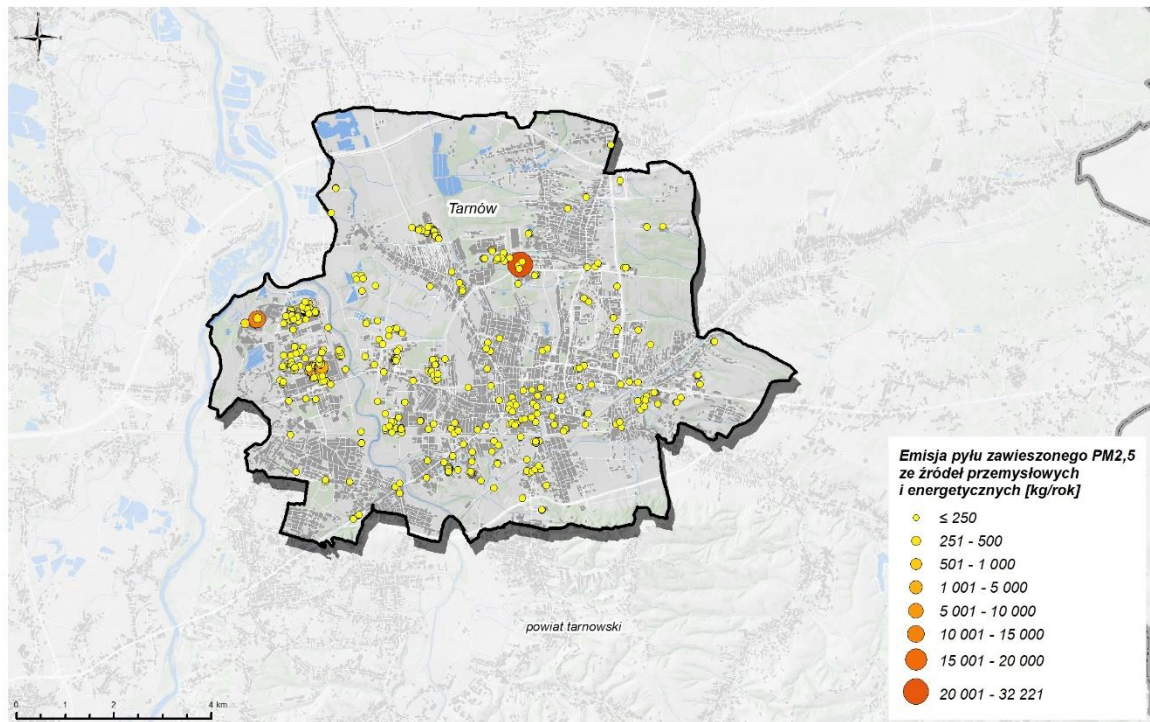 Tarnów
powiat tarnowski
Emisja pyłu zawieszonego PM2,5
ze źródeł przemysłowych
i energetycznych [kg/rok]
≤ 250
251 - 500
501 - 1 000
1 001 - 5 000
5 001 - 10 000
10 001 - 15 000
15 001 - 20 000
20 001 - 32 221
0 1 2 4 km